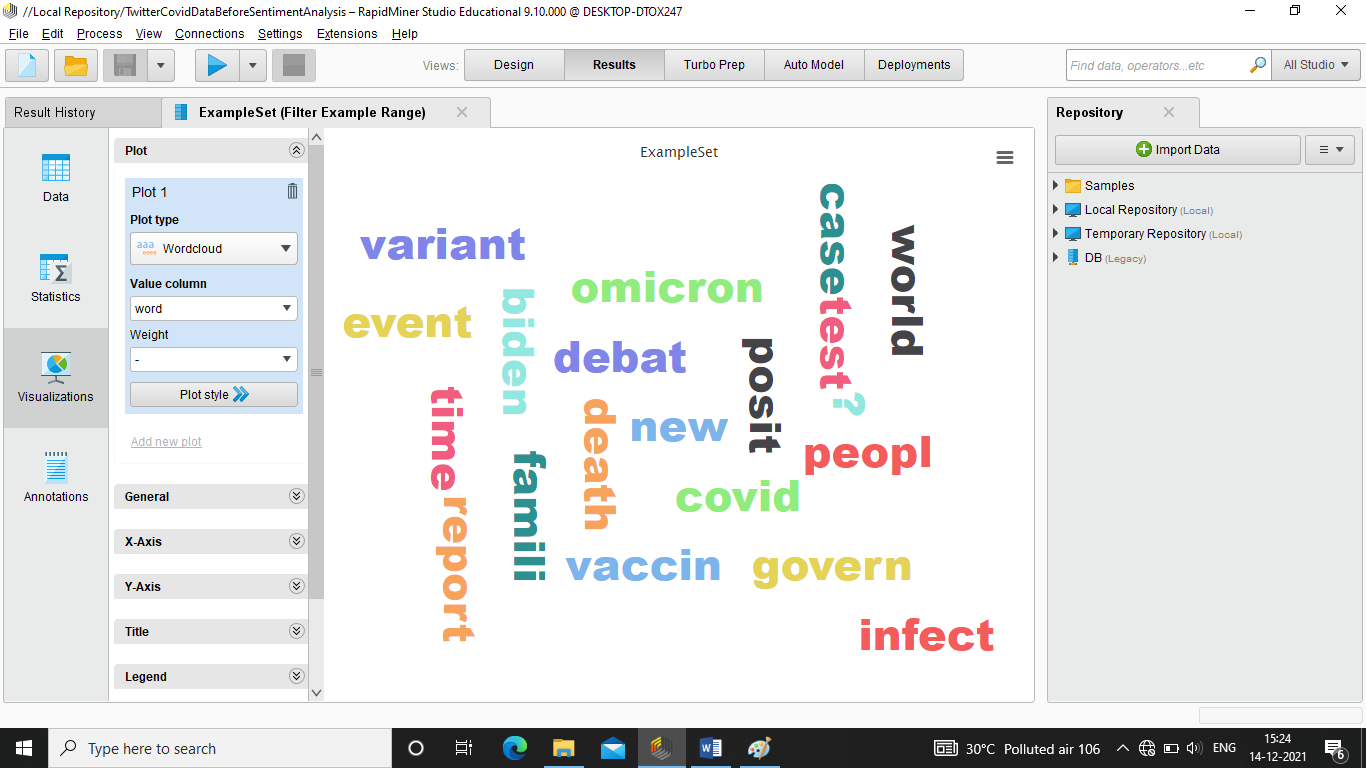 //Local Repository/TwitterCovidDataBeforeSentimentAnalysis – RapidMiner Studio Educational 9.10.000 @ DESKTOP-DTOX247
File Edit Process View Connections Settings Extensions Help
Views: Design Results Turbo Prep Auto Model Deployments
Find data, operators...etc
All Studio
Result History
ExampleSet (Filter Example Range)
Data
Statistics
Visualizations
Annotations
Plot
Plot 1
Plot type
aaa
eeee
Wordcloud
Value column
word
Weight
-
Plot style
Add new plot
General
X-Axis
Y-Axis
Title
Legend
ExampleSet
variant
event
biden
omicron
debat
case
test
?
world
posit
time
report
famili
death
new
peopl
covid
vaccin
govern
infect
Repository
Import Data
Samples
Local Repository (Local)
Temporary Repository (Local)
DB (Legacy)
Type here to search
30°C Polluted air 106
ENG
15:24
14-12-2021
6